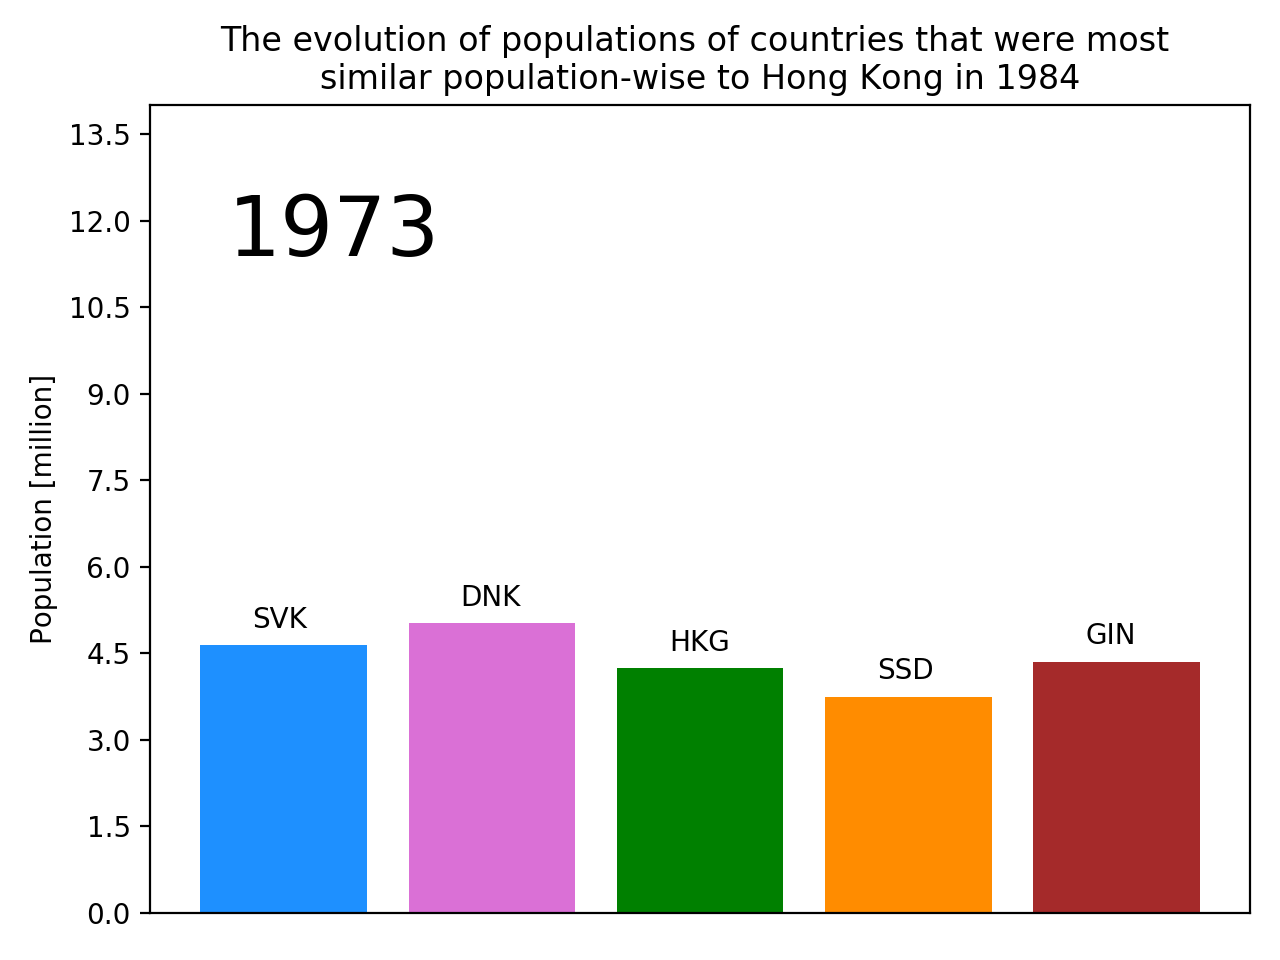 The evolution of populations of countries that were most
similar population-wise to Hong Kong in 1984
13.5
12.0
10.5
9.0
7.5
6.0
4.5
3.0
1.5
0.0
Population [million]
1973
SVK
DNK
HKG
SSD
GIN